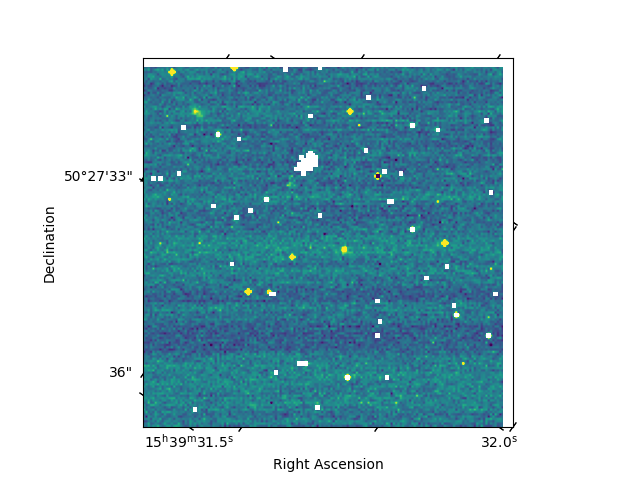 50°27'33"
Declination
36"
15ʰ39ᵐ31.5ˢ
32.0ˢ
Right Ascension